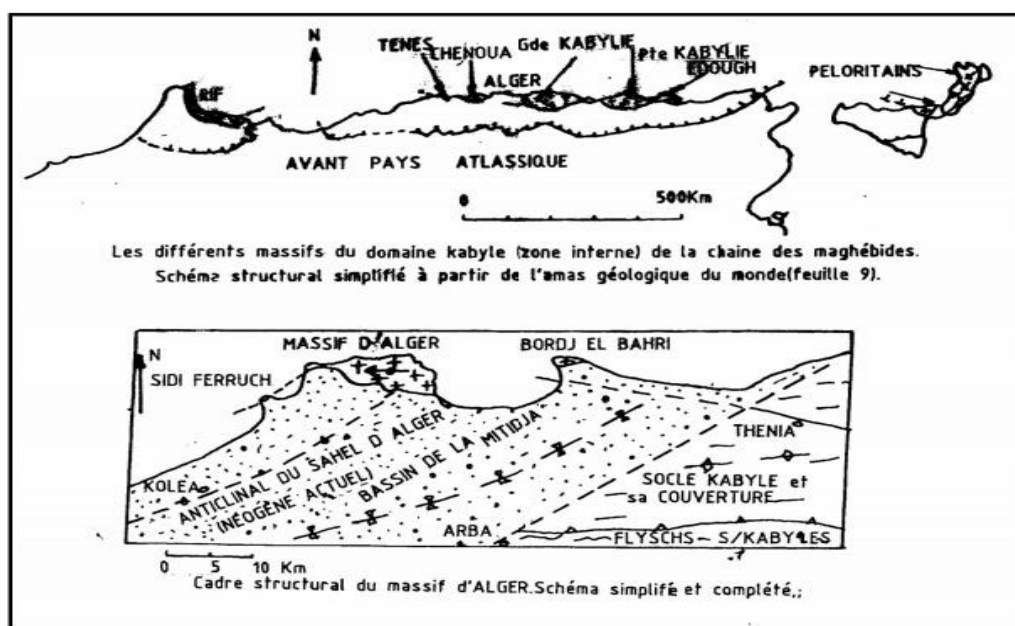 N
TENES
CHENOUA
Gde KABYLIE
Pte KABYLIE
EDOUGH
ALGER
PELORITAINS
RIF
AVANT PAYS ATLASSIQUE
0 500Km
Les différents massifs du domaine kabyle (zone interne) de la chaine des maghébides.
Schéma structural simplifié à partir de l'amas géologique du monde(feuille 9).
MASSIF D'ALGER
BORDJ EL BAHRI
N
SIDI FERRUCH
THENIA
KOLEA
ANTICLINAL DU SAHEL D ALGER
(NÉOGÈNE ACTUEL)
BASSIN DE LA MITIDJA
SOCLE KABYLE et
sa COUVERTURE
ARBA
FLYSCHS - S/KABYLES
0 5 10 Km
Cadre structural du massif d'ALGER.Schéma simplifié et complété,;